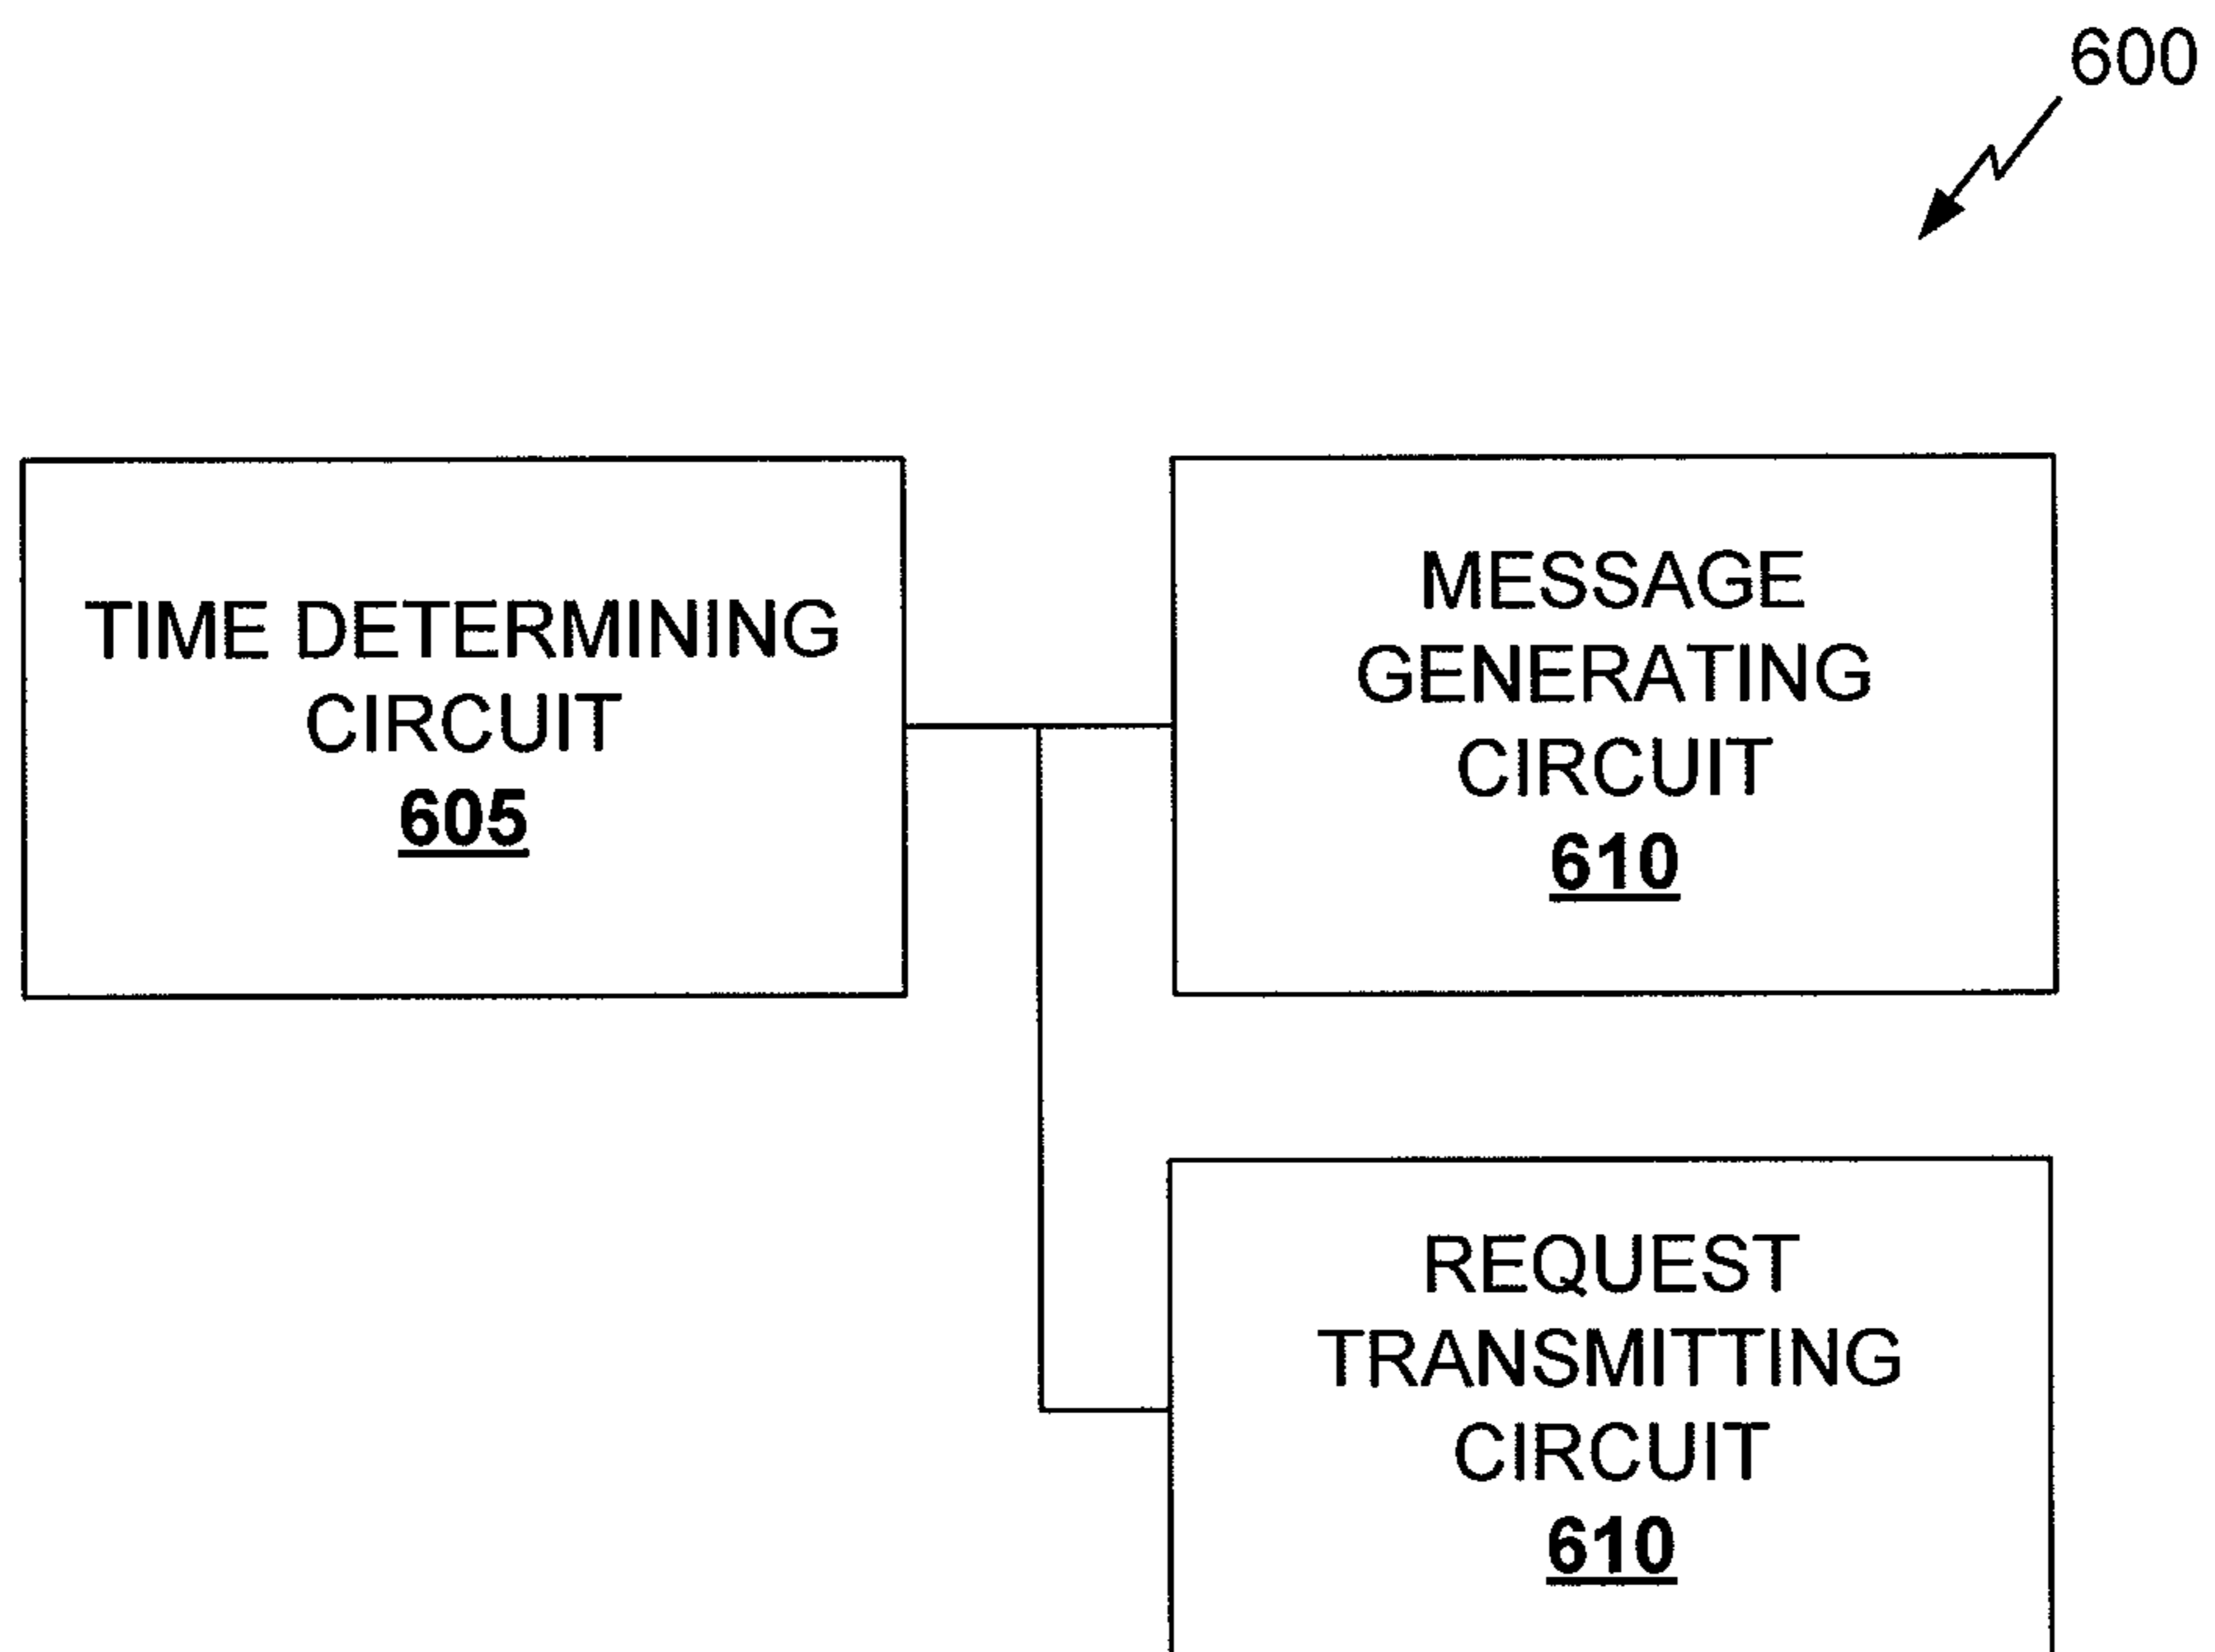 600
TIME DETERMINING
CIRCUIT
605
MESSAGE
GENERATING
CIRCUIT
610
REQUEST
TRANSMITTING
CIRCUIT
610